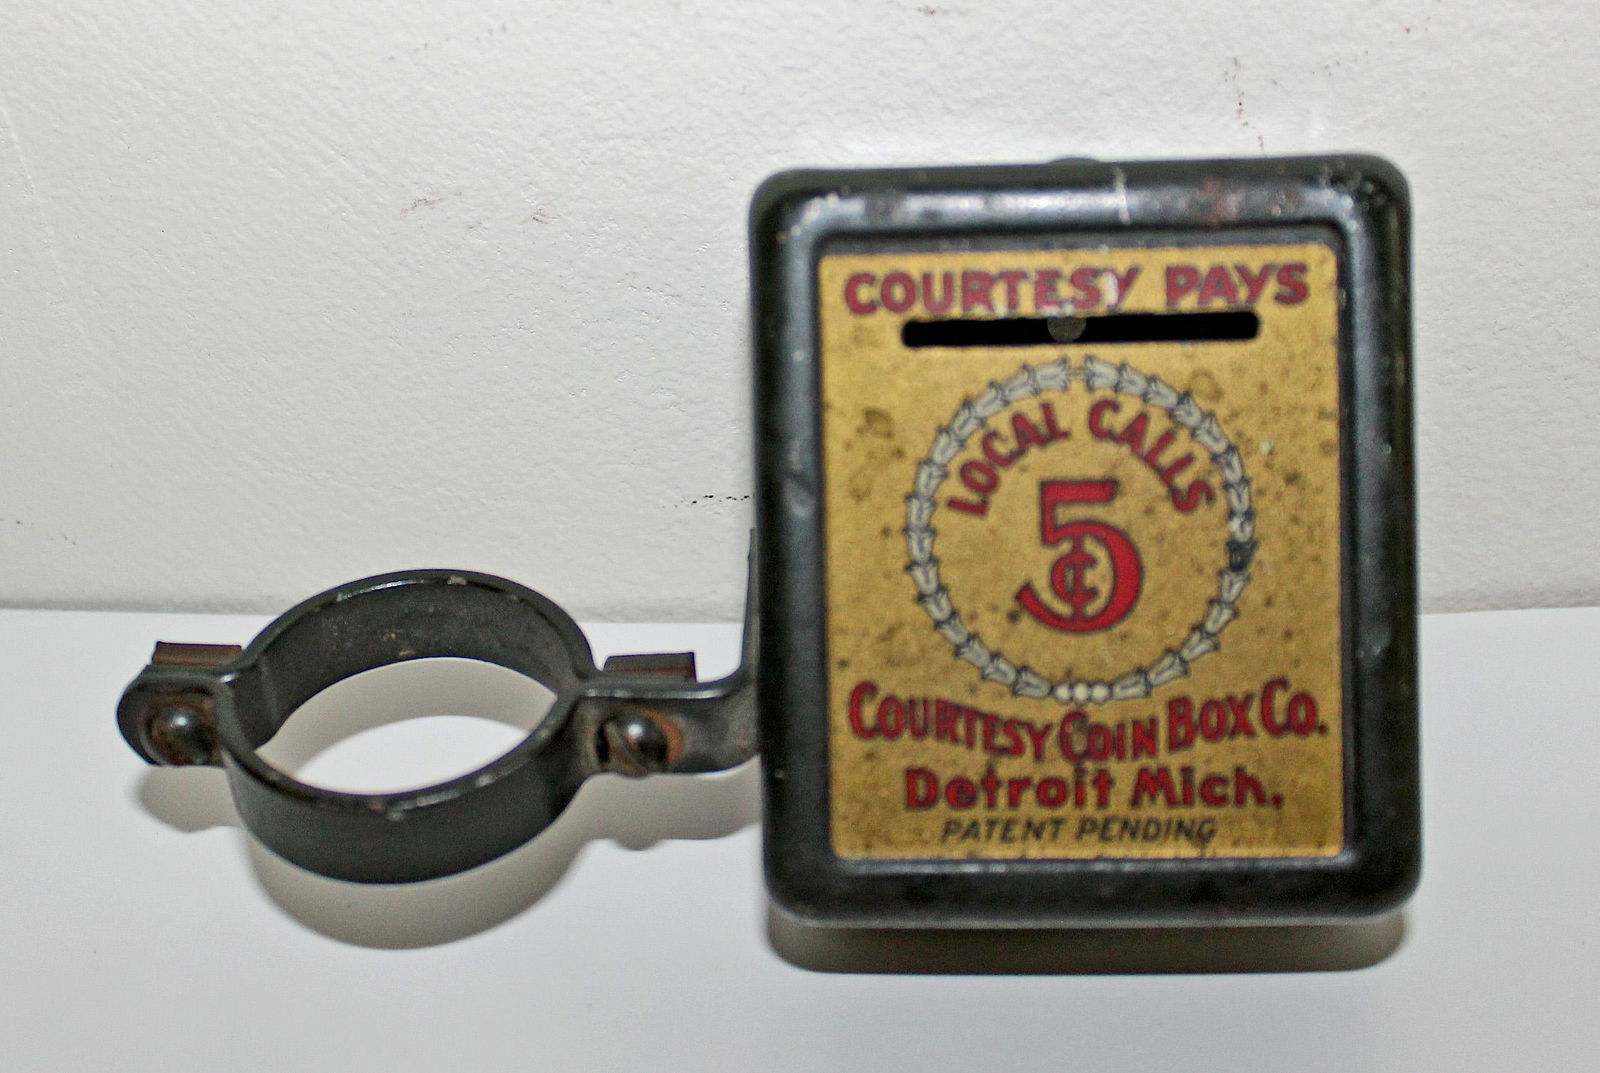 COURTESY PAYS
LOCAL CALLS
5¢
COURTESY COIN BOX CO.
Detroit Mich.
PATENT PENDING